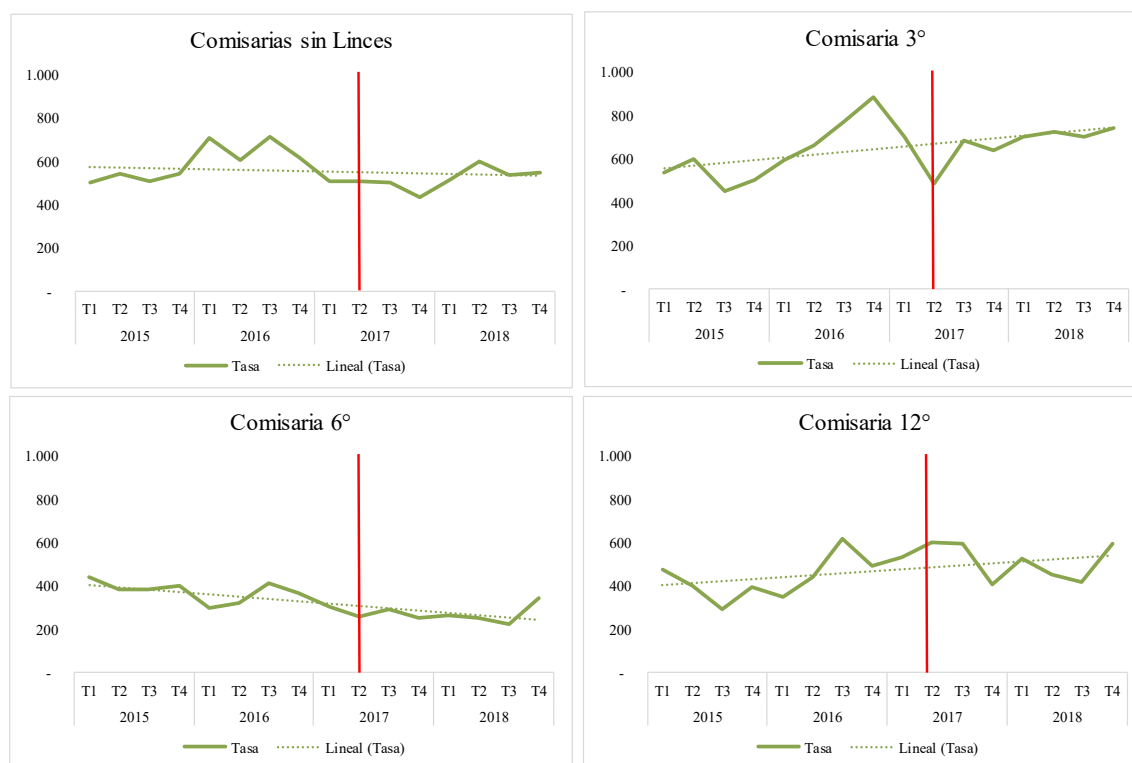 Comisarias sin Linces
1.000
800
600
400
200
-
T1 T2 T3 T4 T1 T2 T3 T4 T1 T2 T3 T4 T1 T2 T3 T4
2015 2016 2017 2018
Tasa Lineal (Tasa)
Comisaria 3°
1.000
800
600
400
200
-
T1 T2 T3 T4 T1 T2 T3 T4 T1 T2 T3 T4 T1 T2 T3 T4
2015 2016 2017 2018
Tasa Lineal (Tasa)
Comisaria 6°
1.000
800
600
400
200
-
T1 T2 T3 T4 T1 T2 T3 T4 T1 T2 T3 T4 T1 T2 T3 T4
2015 2016 2017 2018
Tasa Lineal (Tasa)
Comisaria 12°
1.000
800
600
400
200
-
T1 T2 T3 T4 T1 T2 T3 T4 T1 T2 T3 T4 T1 T2 T3 T4
2015 2016 2017 2018
Tasa Lineal (Tasa)